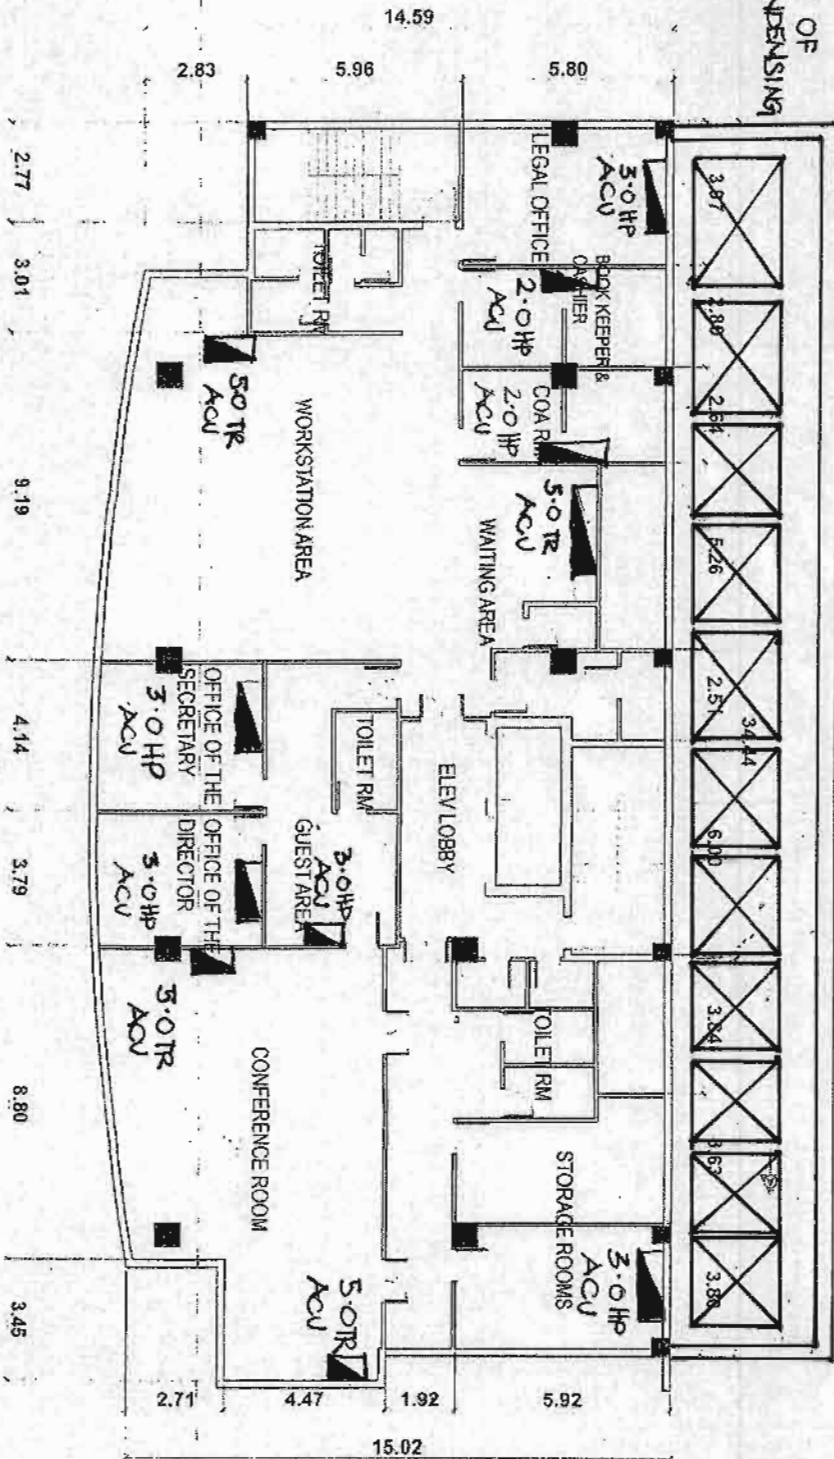 OF
NDENSING
14.59
2.83
5.96
5.80
2.77
3.01
9.19
4.14
3.79
8.80
3.45
2.71
4.47
1.92
5.92
15.02
3.97
2.80
2.64
5.26
2.51
34.44
6.00
3.84
3.63
3.80
LEGAL OFFICE
3.0 HP
ACU
BOOK KEEPER &
CASHIER
2.0 HP
ACU
COA RM
2.0 HP
ACU
TOILET RM
5.0 TR
ACU
WORKSTATION AREA
5.0 TR
ACU
WAITING AREA
OFFICE OF THE
SECRETARY
3.0 HP
ACU
TOILET RM
ELEV LOBBY
OFFICE OF THE
DIRECTOR
3.0 HP
ACU
GUEST AREA
3.0 HP
ACU
5.0 TR
ACU
CONFERENCE ROOM
TOILET RM
STORAGE ROOMS
3.0 HP
ACU
5.0 TR
ACU